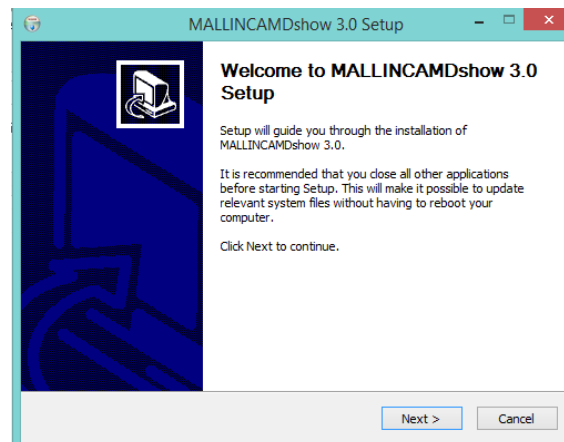 MALLINCAMDshow 3.0 Setup
Welcome to MALLINCAMDshow 3.0
Setup
Setup will guide you through the installation of
MALLINCAMDshow 3.0.
It is recommended that you close all other applications
before starting Setup. This will make it possible to update
relevant system files without having to reboot your
computer.
Click Next to continue.
Next >
Cancel